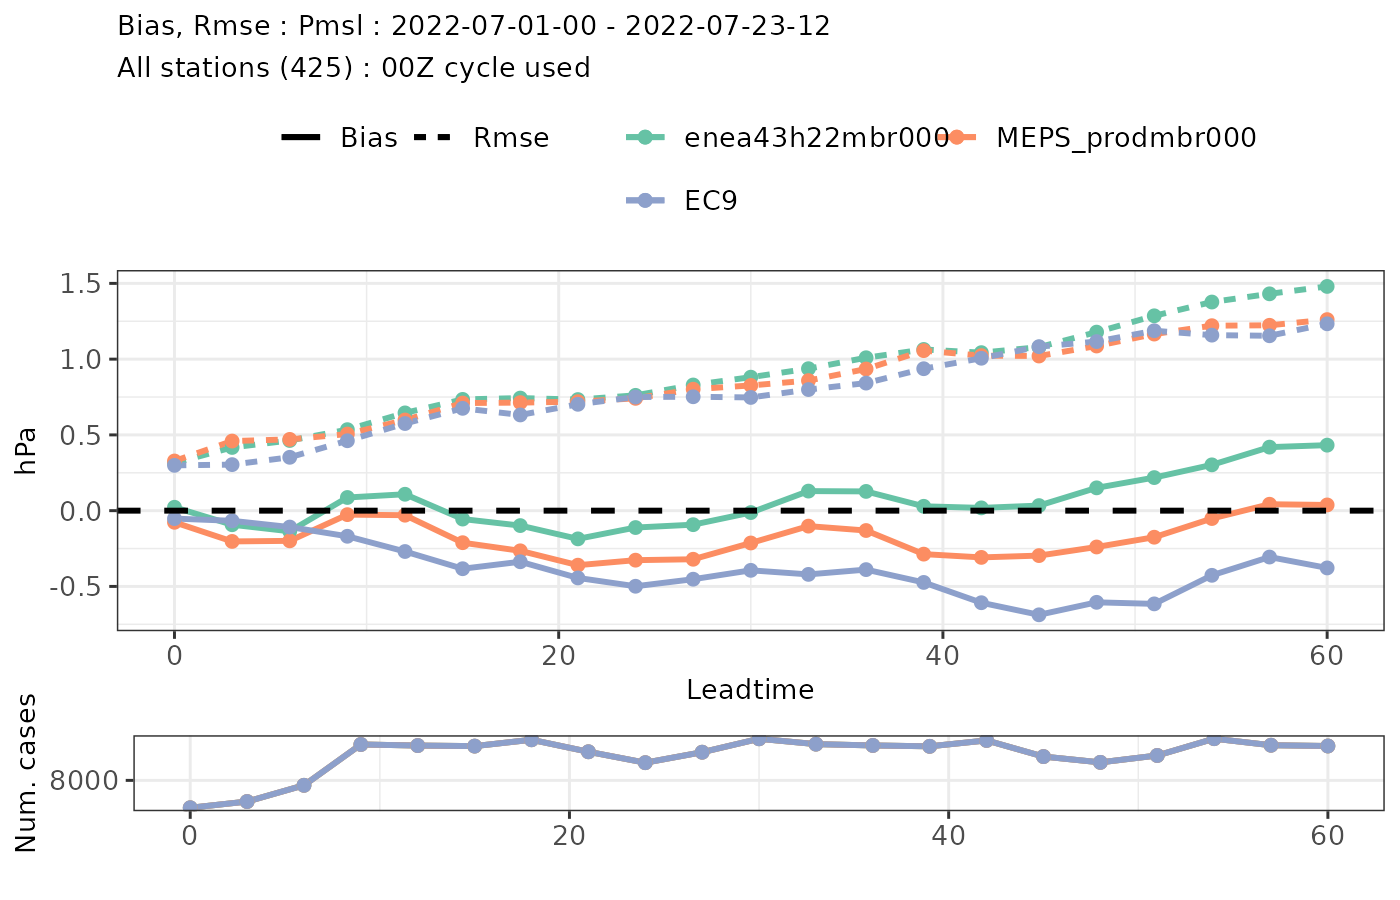 Bias, Rmse : Pmsl : 2022-07-01-00 - 2022-07-23-12
All stations (425) : 00Z cycle used
Bias Rmse enea43h22mbr000 MEPS_prodmbr000
EC9
1.5
1.0
0.5
0.0
-0.5
hPa
0 20 40 60
Leadtime
8000
Num. cases
0 20 40 60